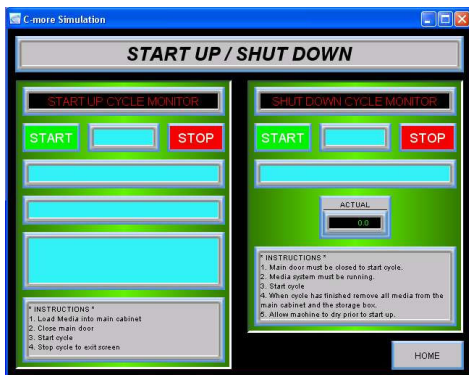 C-more Simulation
START UP / SHUT DOWN
START UP CYCLE MONITOR
START
STOP
* INSTRUCTIONS *
1. Load Media into main cabinet
2. Close main door
3. Start cycle
4. Stop cycle to exit screen
SHUT DOWN CYCLE MONITOR
START
STOP
ACTUAL
0.0
* INSTRUCTIONS *
1. Main door must be closed to start cycle.
2. Media system must be running.
3. Start cycle
4. When cycle has finished remove all media from the
main cabinet and the storage box.
5. Allow machine to dry prior to start up.
HOME